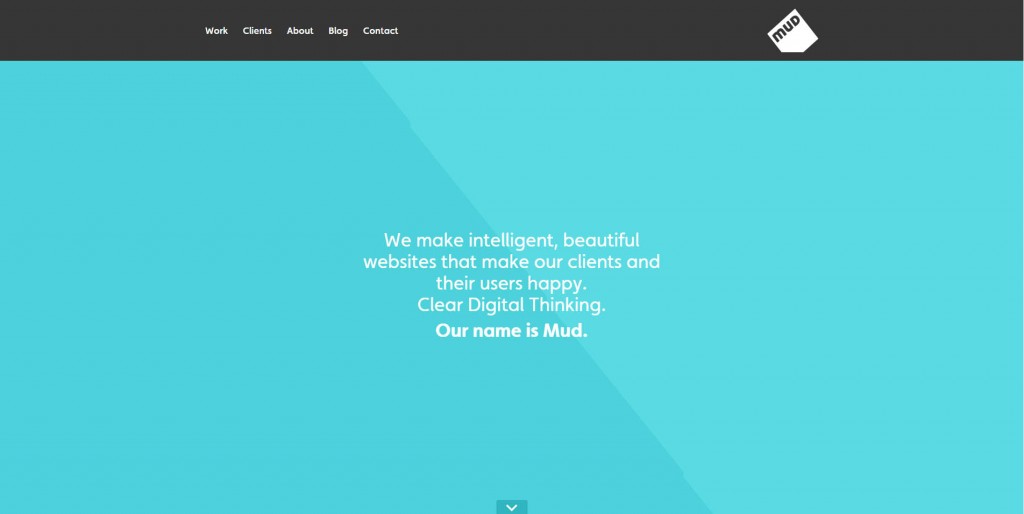 Work Clients About Blog Contact
MUD
We make intelligent, beautiful
websites that make our clients and
their users happy.
Clear Digital Thinking.
Our name is Mud.